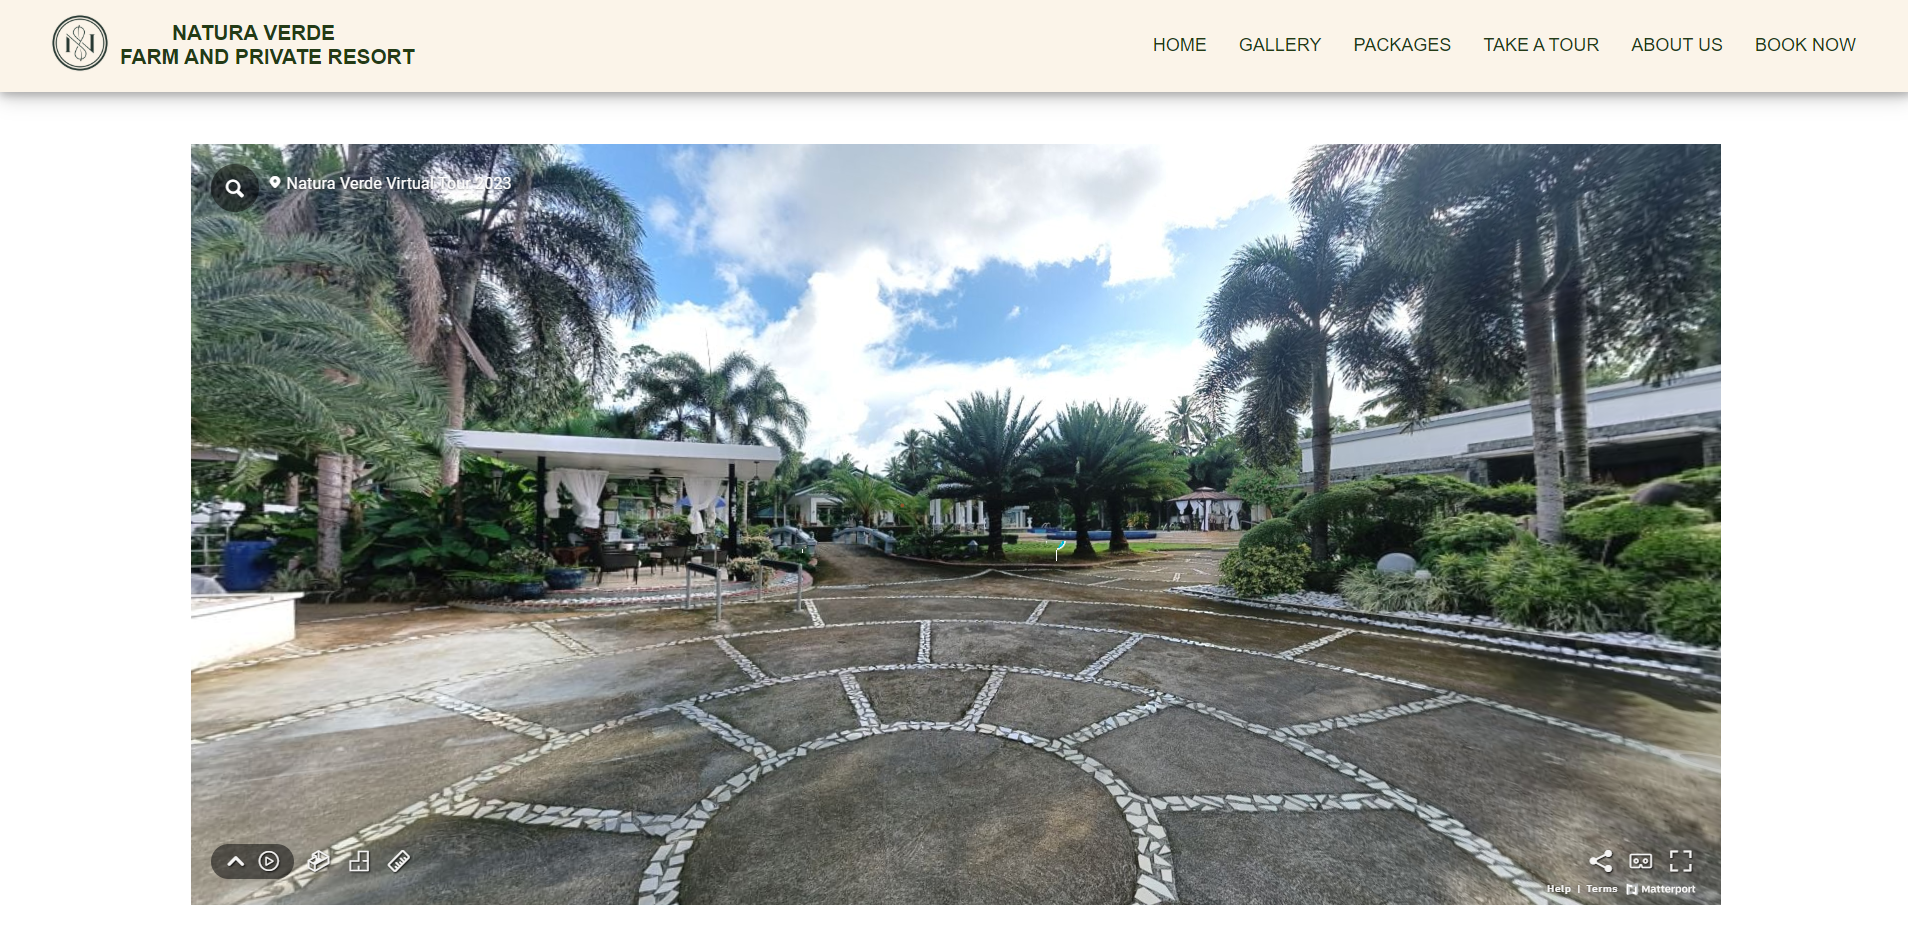 NATURA VERDE
FARM AND PRIVATE RESORT
HOME GALLERY PACKAGES TAKE A TOUR ABOUT US BOOK NOW
Natura Verde Virtual Tour 2023
Help | Terms Matterport